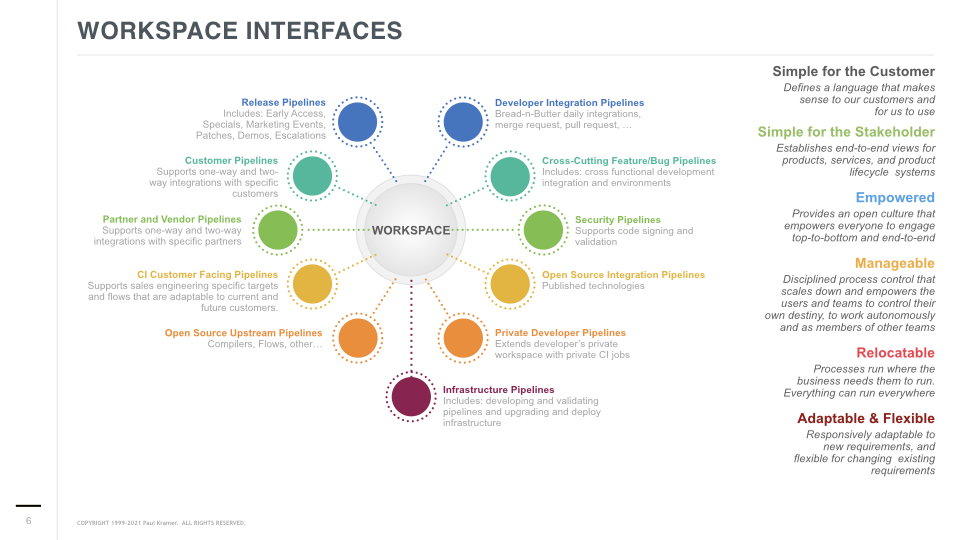 WORKSPACE INTERFACES
Release Pipelines
Includes: Early Access,
Specials, Marketing Events,
Patches, Demos, Escalations
Customer Pipelines
Supports one-way and two-
way integrations with specific
customers
Partner and Vendor Pipelines
Supports one-way and two-way
integrations with specific partners
CI Customer Facing Pipelines
Supports sales engineering specific targets
and flows that are adaptable to current and
future customers.
Open Source Upstream Pipelines
Compilers, Flows, other…
WORKSPACE
Developer Integration Pipelines
Bread-n-Butter daily integrations,
merge request, pull request, …
Cross-Cutting Feature/Bug Pipelines
Includes: cross functional development
integration and environments
Security Pipelines
Supports code signing and
validation
Open Source Integration Pipelines
Published technologies
Private Developer Pipelines
Extends developer's private
workspace with private CI jobs
Infrastructure Pipelines
Includes: developing and validating
pipelines and upgrading and deploy
infrastructure
Simple for the Customer
Defines a language that makes
sense to our customers and
for us to use
Simple for the Stakeholder
Establishes end-to-end views for
products, services, and product
lifecycle  systems
Empowered
Provides an open culture that
empowers everyone to engage
top-to-bottom and end-to-end
Manageable
Disciplined process control that
scales down and empowers the
users and teams to control their
own destiny, to work autonomously
and as members of other teams
Relocatable
Processes run where the
business needs them to run.
Everything can run everywhere
Adaptable & Flexible
Responsively adaptable to
new requirements, and
flexible for changing  existing
requirements
6
COPYRIGHT 1999-2021 Paul Kramer.  ALL RIGHTS RESERVED.